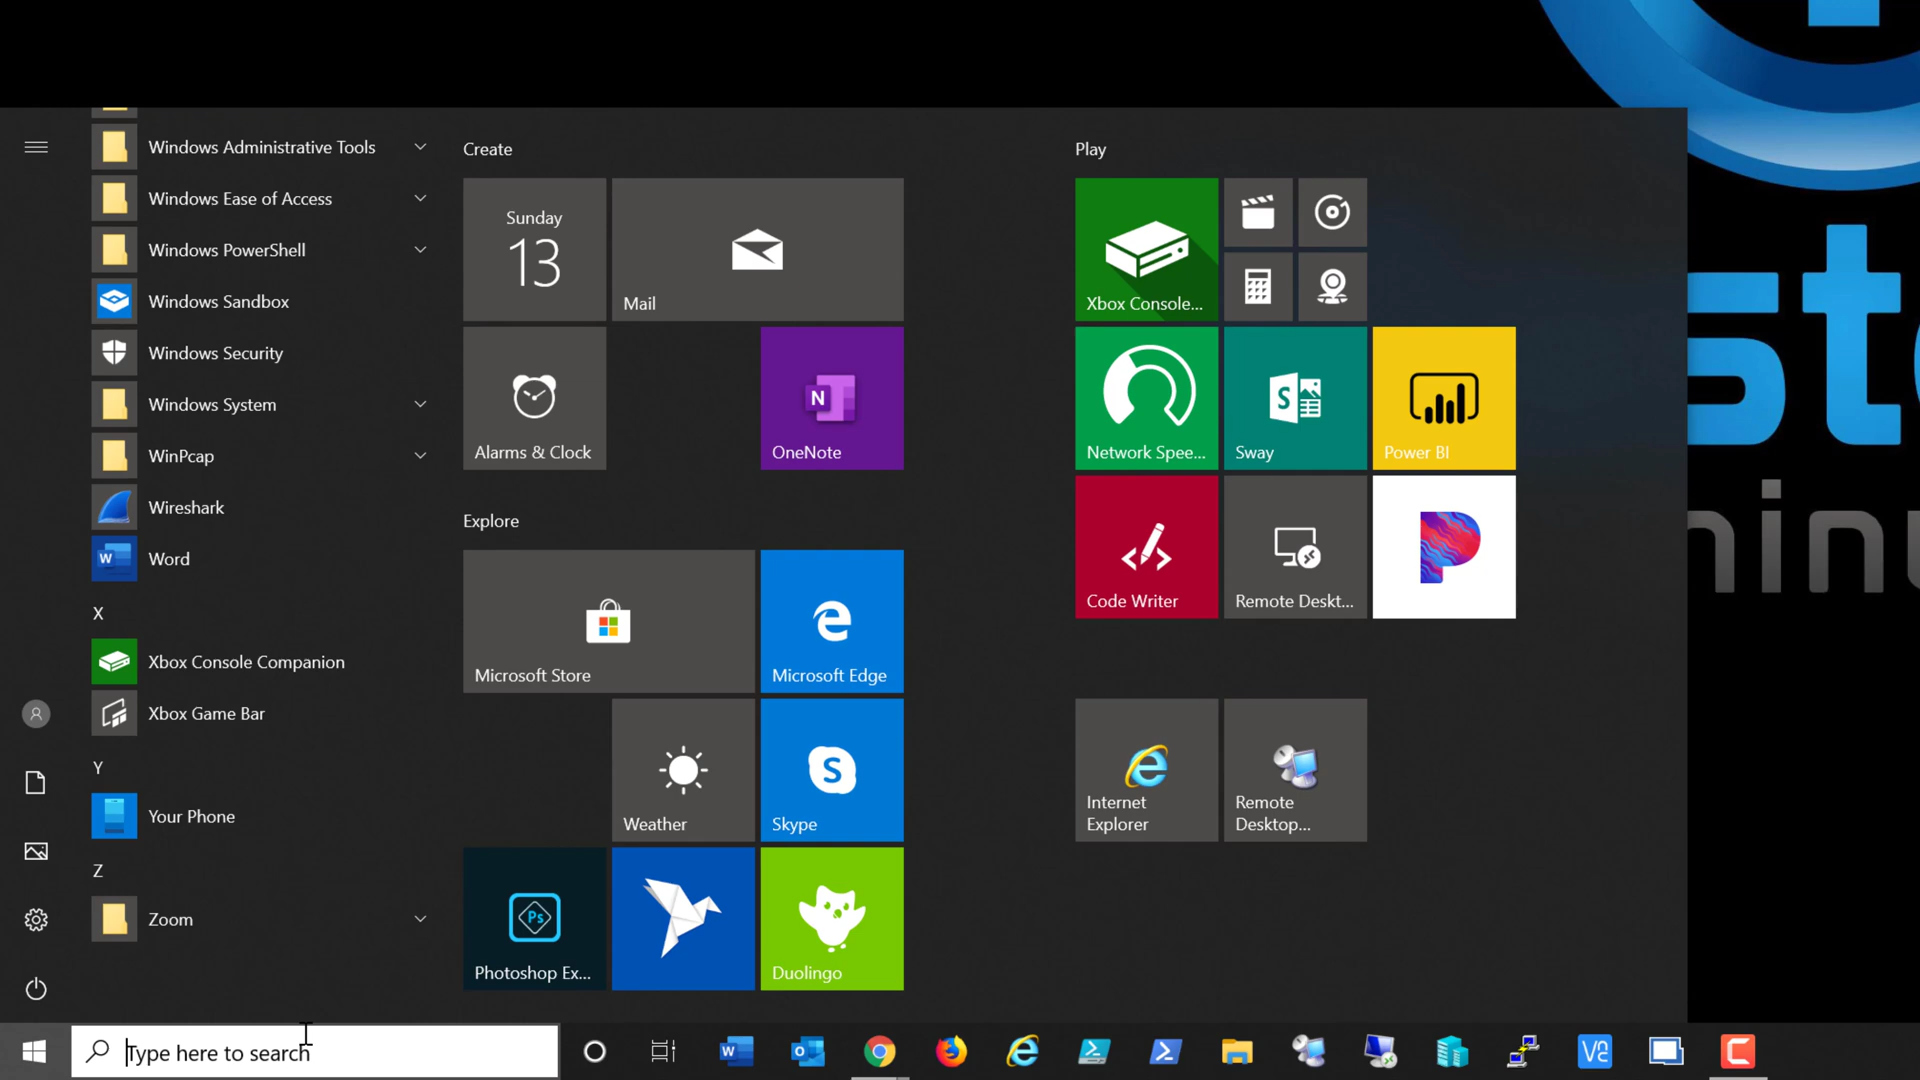 Windows Administrative Tools
Windows Ease of Access
Windows PowerShell
Windows Sandbox
Windows Security
Windows System
WinPcap
Wireshark
Word
X
Xbox Console Companion
Xbox Game Bar
Y
Your Phone
Z
Zoom
Create
Sunday
13
Mail
Alarms & Clock
OneNote
Explore
Microsoft Store
Microsoft Edge
Weather
Skype
Photoshop Ex...
Duolingo
Play
Xbox Console...
Network Spee...
Sway
Power BI
Code Writer
Remote Deskt...
Internet
Explorer
Remote
Desktop...
Type here to search